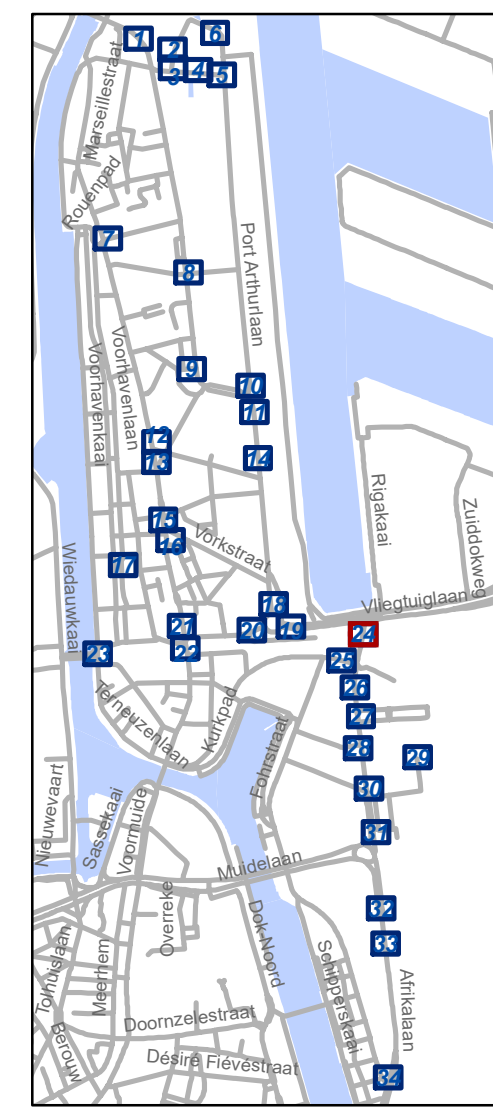 1
2
6
3
4
5
Marseillestraat
Rouenpad
7
Port Arthurlaan
8
Voorhavenlaan
Voorhavenkaai
9
10
11
12
13
14
Rigakaai
Zuiddokweg
15
Vorkstraat
16
17
Wiedauwkaai
Vliegtuiglaan
18
19
20
21
22
23
24
25
Terneuzenlaan
Kurkpad
26
27
Fohrstraat
28
29
30
Nieuwevaart
Sassekaai
Voormuide
31
Muidelaan
Overreke
32
33
Dok-Noord
Tolhuislaan
Meerhem
Schipperskaai
Afrikalaan
Doornzelestraat
Berouw
Désiré Fiévéstraat
34